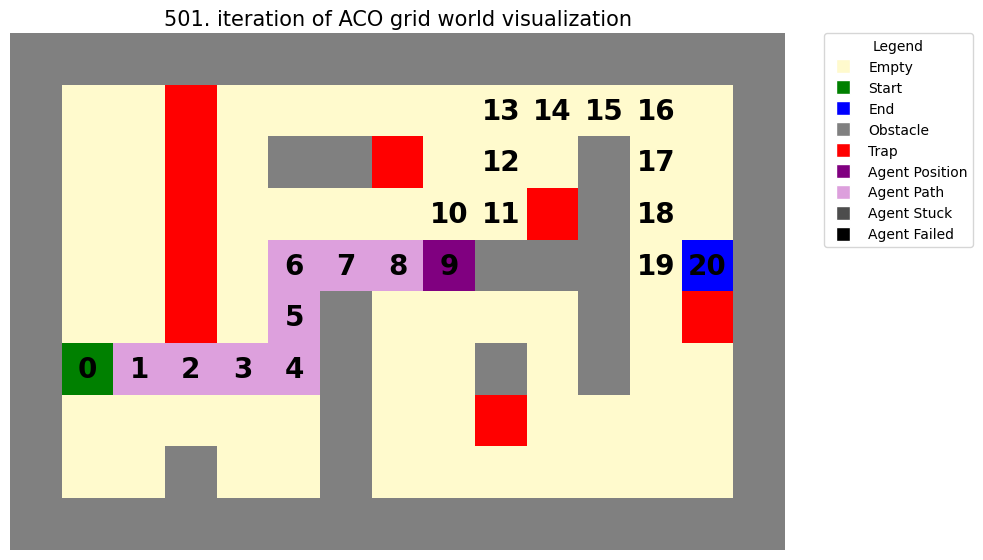 501. iteration of ACO grid world visualization
13 14 15 16
12 17
10 11 18
6 7 8 9 19 20
5
0 1 2 3 4
Legend
Empty
Start
End
Obstacle
Trap
Agent Position
Agent Path
Agent Stuck
Agent Failed